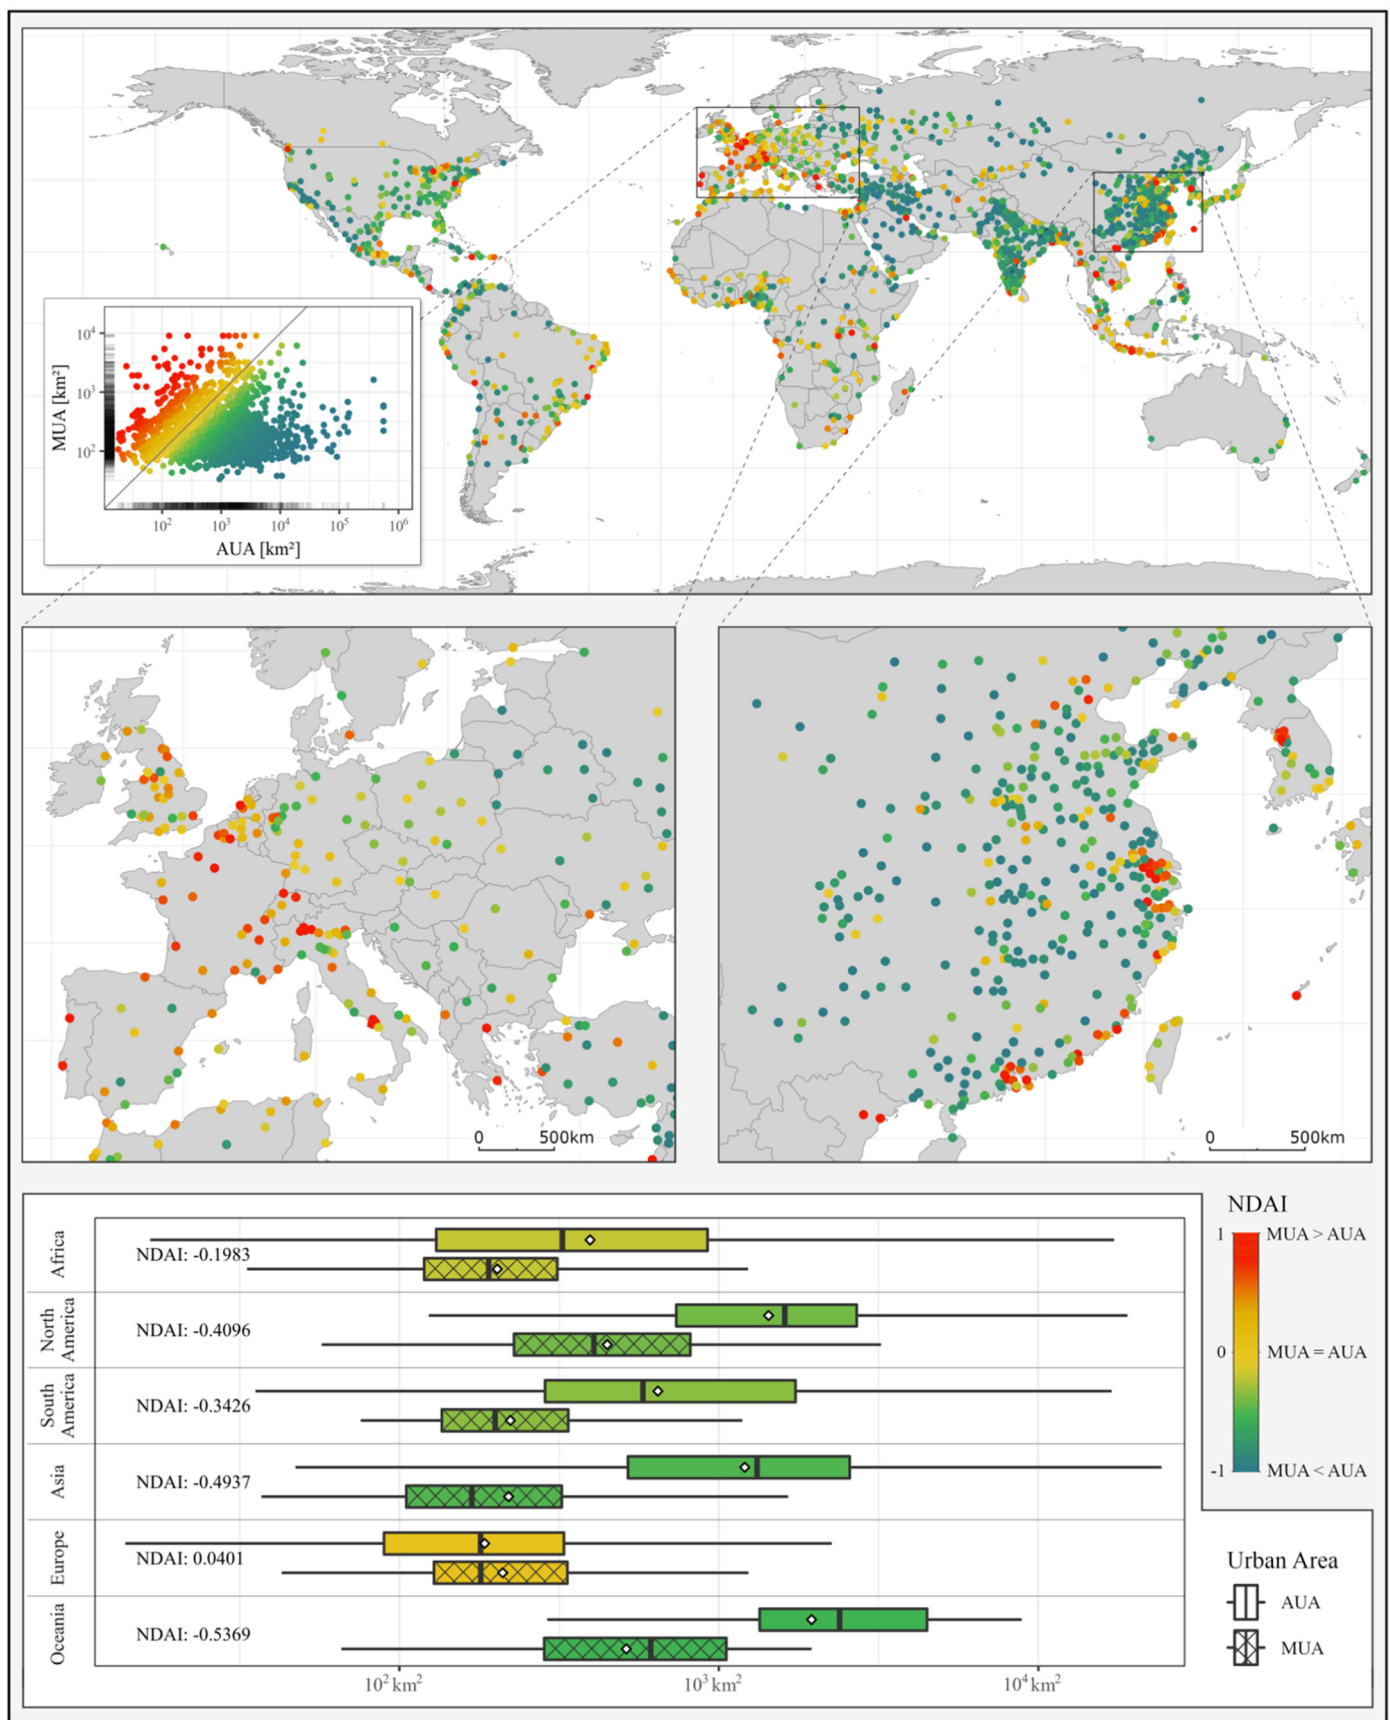 MUA [km²]
10⁴
10³
10²
10² 10³ 10⁴ 10⁵ 10⁶
AUA [km²]
0 500km
0 500km
Africa
NDAI: -0.1983
North
America
NDAI: -0.4096
South
America
NDAI: -0.3426
Asia
NDAI: -0.4937
Europe
NDAI: 0.0401
Oceania
NDAI: -0.5369
10² km² 10³ km² 10⁴ km²
NDAI
1 MUA > AUA
0 MUA = AUA
-1 MUA < AUA
Urban Area
AUA
MUA